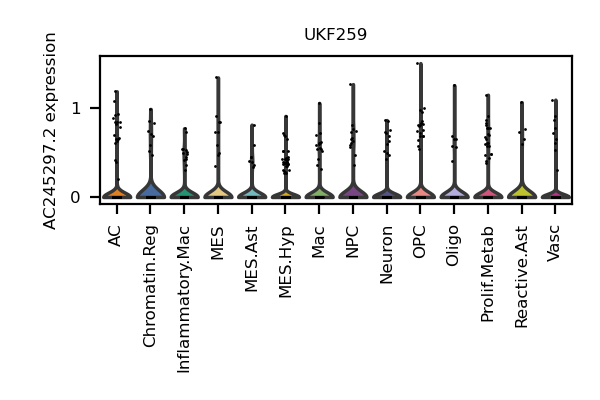 UKF259
AC245297.2 expression
1
0
AC
Chromatin.Reg
Inflammatory.Mac
MES
MES.Ast
MES.Hyp
Mac
NPC
Neuron
OPC
Oligo
Prolif.Metab
Reactive.Ast
Vasc